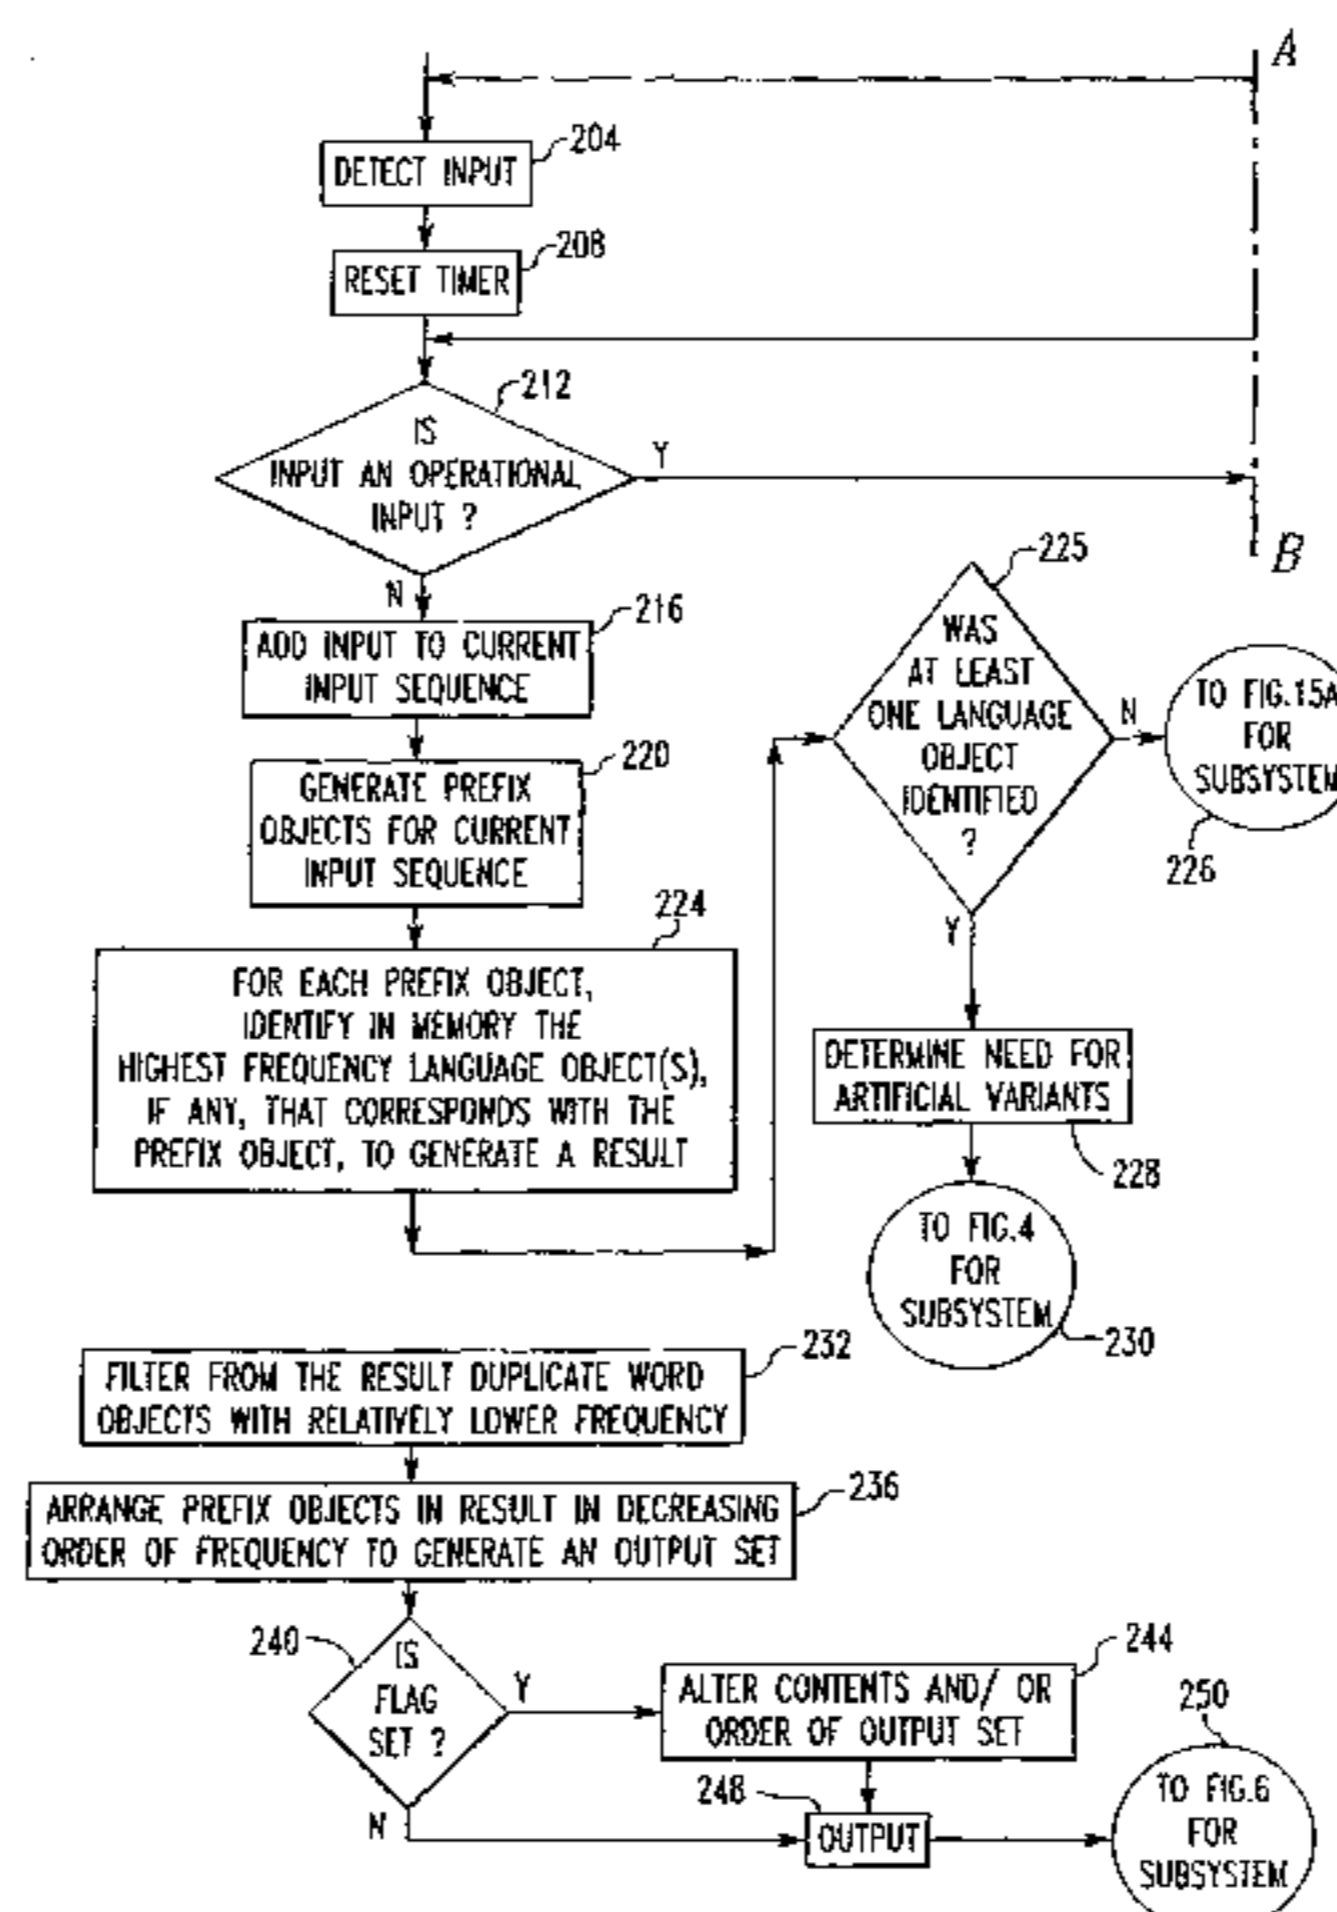 A
204
DETECT INPUT
208
RESET TIMER
212
IS
INPUT AN OPERATIONAL
INPUT ?
Y
B
N
216
ADD INPUT TO CURRENT
INPUT SEQUENCE
220
GENERATE PREFIX
OBJECTS FOR CURRENT
INPUT SEQUENCE
224
FOR EACH PREFIX OBJECT,
IDENTIFY IN MEMORY THE
HIGHEST FREQUENCY LANGUAGE OBJECT(S),
IF ANY, THAT CORRESPONDS WITH THE
PREFIX OBJECT, TO GENERATE A RESULT
225
WAS
AT LEAST
ONE LANGUAGE
OBJECT
IDENTIFIED
?
N
TO FIG.15A
FOR
SUBSYSTEM
226
Y
DETERMINE NEED FOR
ARTIFICIAL VARIANTS
228
TO FIG.4
FOR
SUBSYSTEM
230
232
FILTER FROM THE RESULT DUPLICATE WORD
OBJECTS WITH RELATIVELY LOWER FREQUENCY
236
ARRANGE PREFIX OBJECTS IN RESULT IN DECREASING
ORDER OF FREQUENCY TO GENERATE AN OUTPUT SET
240
IS
FLAG
SET ?
Y
244
ALTER CONTENTS AND/ OR
ORDER OF OUTPUT SET
N
248
OUTPUT
250
TO FIG.6
FOR
SUBSYSTEM